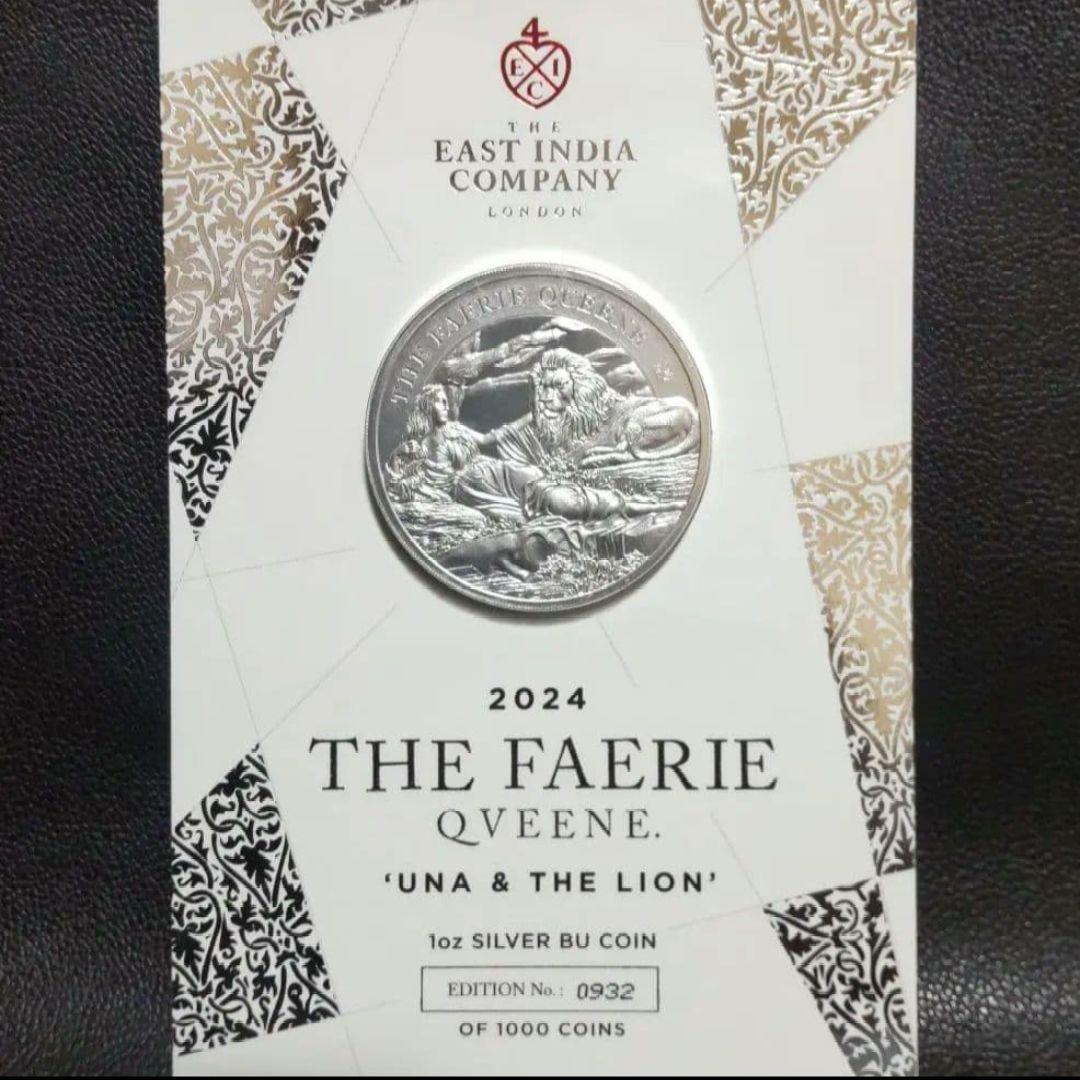 4
E I
C
THE
EAST INDIA
COMPANY
LONDON
THE FAERIE QUEENE
2024
THE FAERIE
QVEENE.
‘UNA & THE LION’
1oz SILVER BU COIN
EDITION No.: 0932
OF 1000 COINS